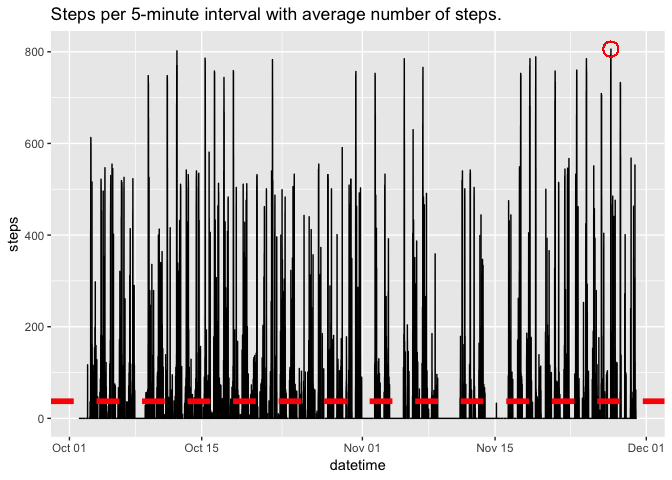 Steps per 5-minute interval with average number of steps.
800
600
400
200
0
steps
Oct 01
Oct 15
Nov 01
Nov 15
Dec 01
datetime